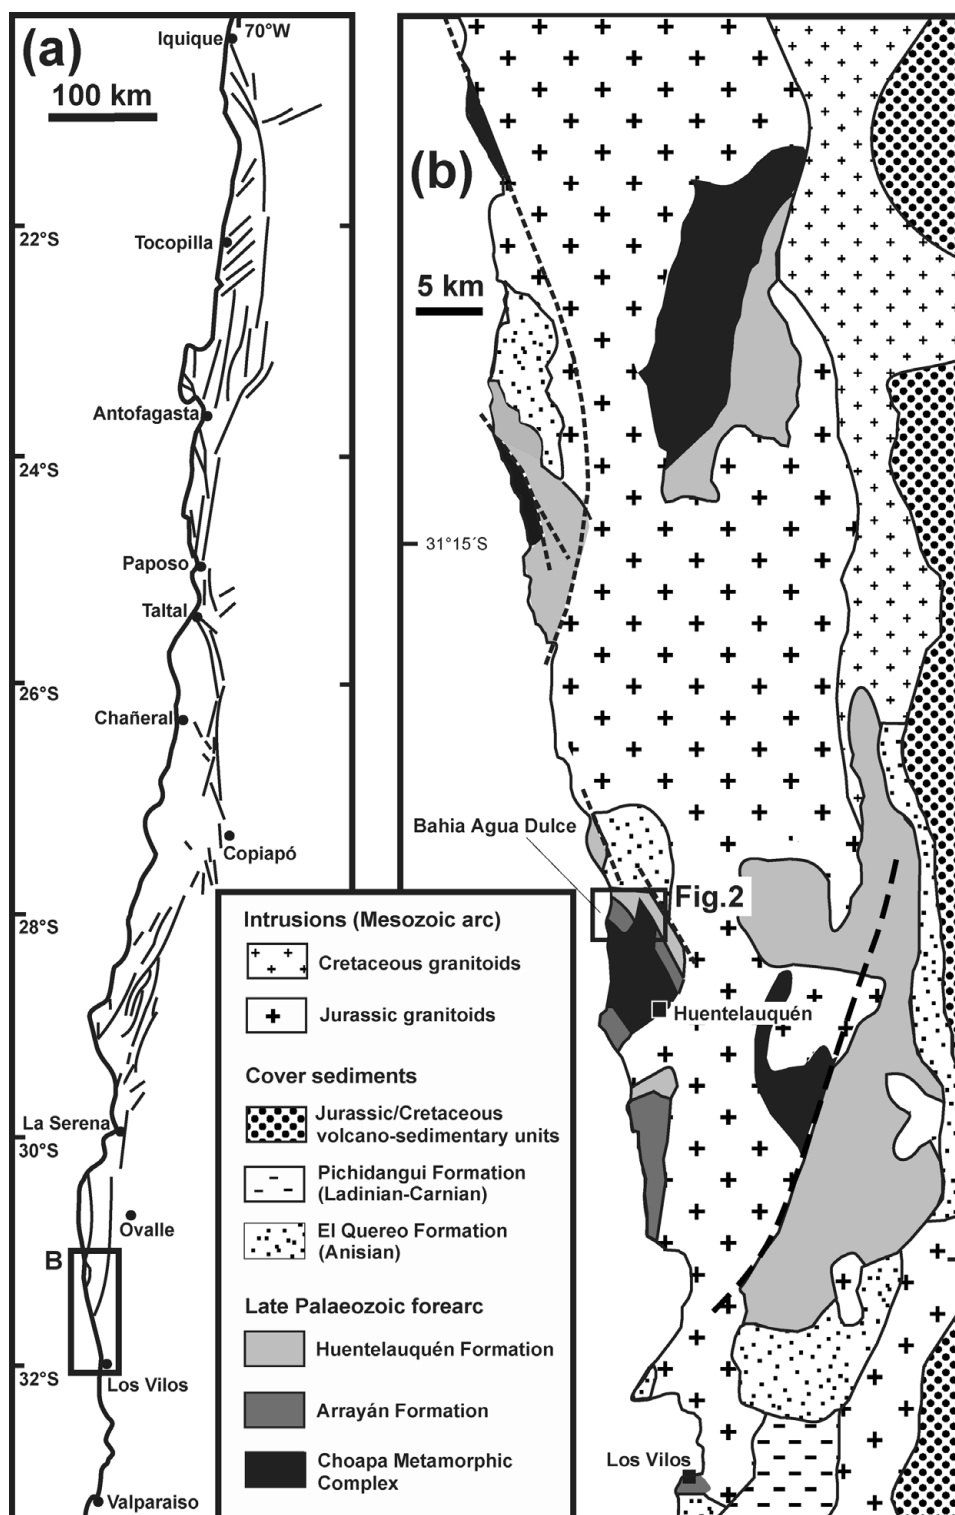 (a)
Iquique
70°W
100 km
22°S
Tocopilla
Antofagasta
24°S
Paposo
Taltal
26°S
Chañeral
Copiapó
28°S
La Serena
30°S
Ovalle
B
32°S
Los Vilos
Valparaiso
(b)
5 km
31°15´S
Bahia Agua Dulce
Fig.2
Huentelauquén
Los Vilos
Intrusions (Mesozoic arc)
Cretaceous granitoids
Jurassic granitoids
Cover sediments
Jurassic/Cretaceous
volcano-sedimentary units
Pichidangui Formation
(Ladinian-Carnian)
El Quereo Formation
(Anisian)
Late Palaeozoic forearc
Huentelauquén Formation
Arrayán Formation
Choapa Metamorphic
Complex